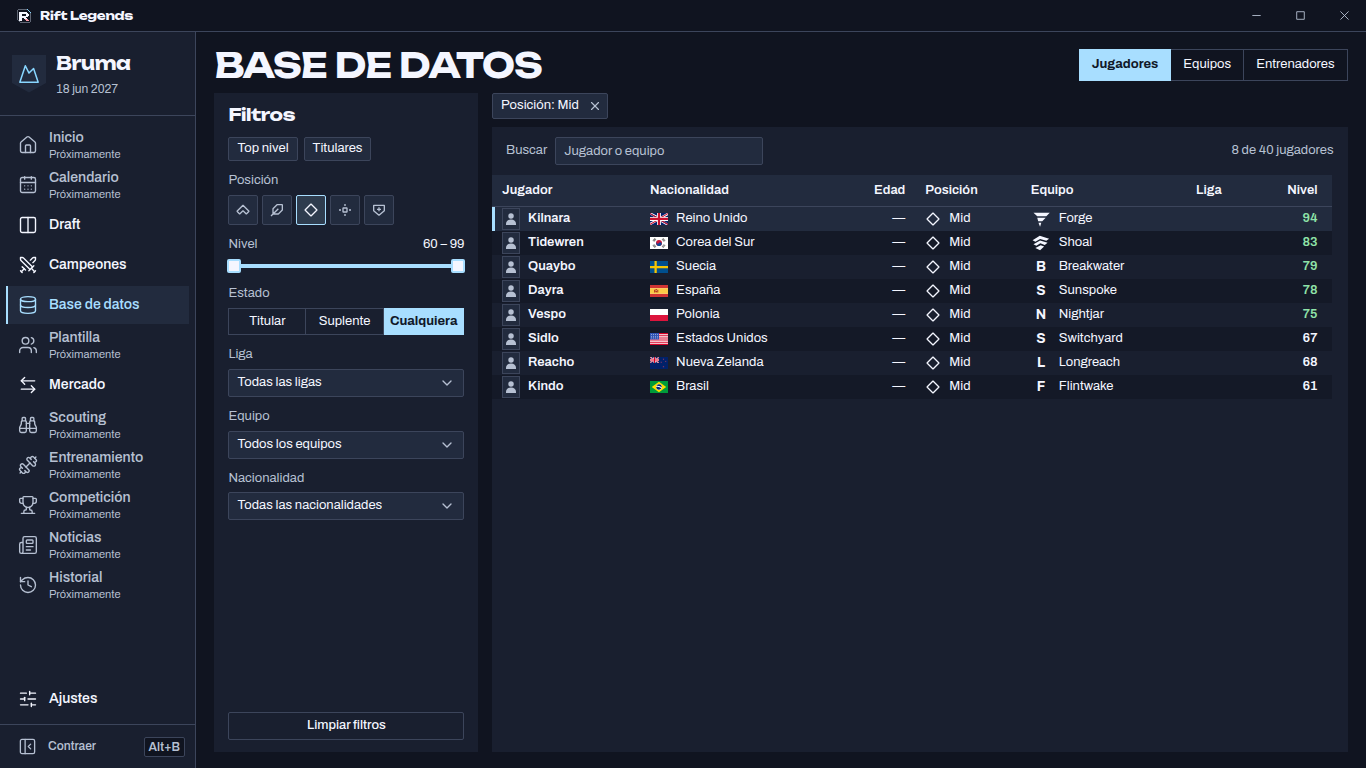 Rift Legends
Bruma
18 jun 2027
Inicio
Próximamente
Calendario
Próximamente
Draft
Campeones
Base de datos
Plantilla
Próximamente
Mercado
Scouting
Próximamente
Entrenamiento
Próximamente
Competición
Próximamente
Noticias
Próximamente
Historial
Próximamente
Ajustes
Contraer Alt+B
BASE DE DATOS
Jugadores Equipos Entrenadores
Filtros
Top nivel Titulares
Posición
Nivel 60 – 99
Estado
Titular Suplente Cualquiera
Liga
Todas las ligas
Equipo
Todos los equipos
Nacionalidad
Todas las nacionalidades
Limpiar filtros
Posición: Mid
Buscar Jugador o equipo 8 de 40 jugadores
Jugador Nacionalidad Edad Posición Equipo Liga Nivel
Kilnara Reino Unido — Mid Forge 94
Tidewren Corea del Sur — Mid Shoal 83
Quaybo Suecia — Mid B Breakwater 79
Dayra España — Mid S Sunspoke 78
Vespo Polonia — Mid N Nightjar 75
Sidlo Estados Unidos — Mid S Switchyard 67
Reacho Nueva Zelanda — Mid L Longreach 68
Kindo Brasil — Mid F Flintwake 61